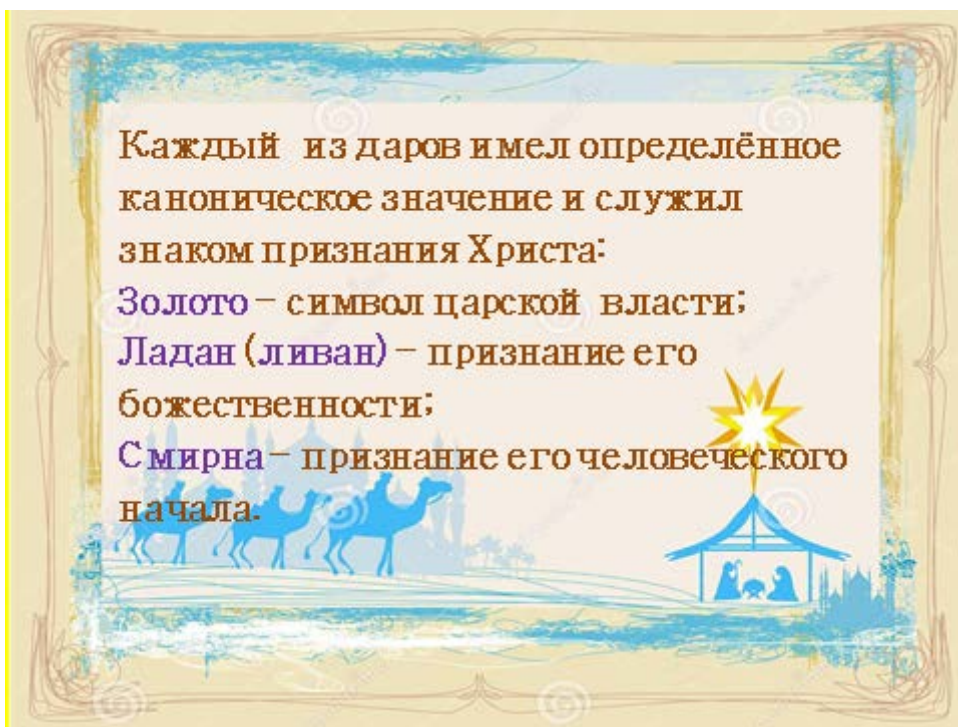 Каждый из даров имел определённое
каноническое значение и служил
знаком признания Христа:
Золото – символ царской власти;
Ладан (ливан) – признание его
божественности;
Смирна – признание его человеческого
начала.